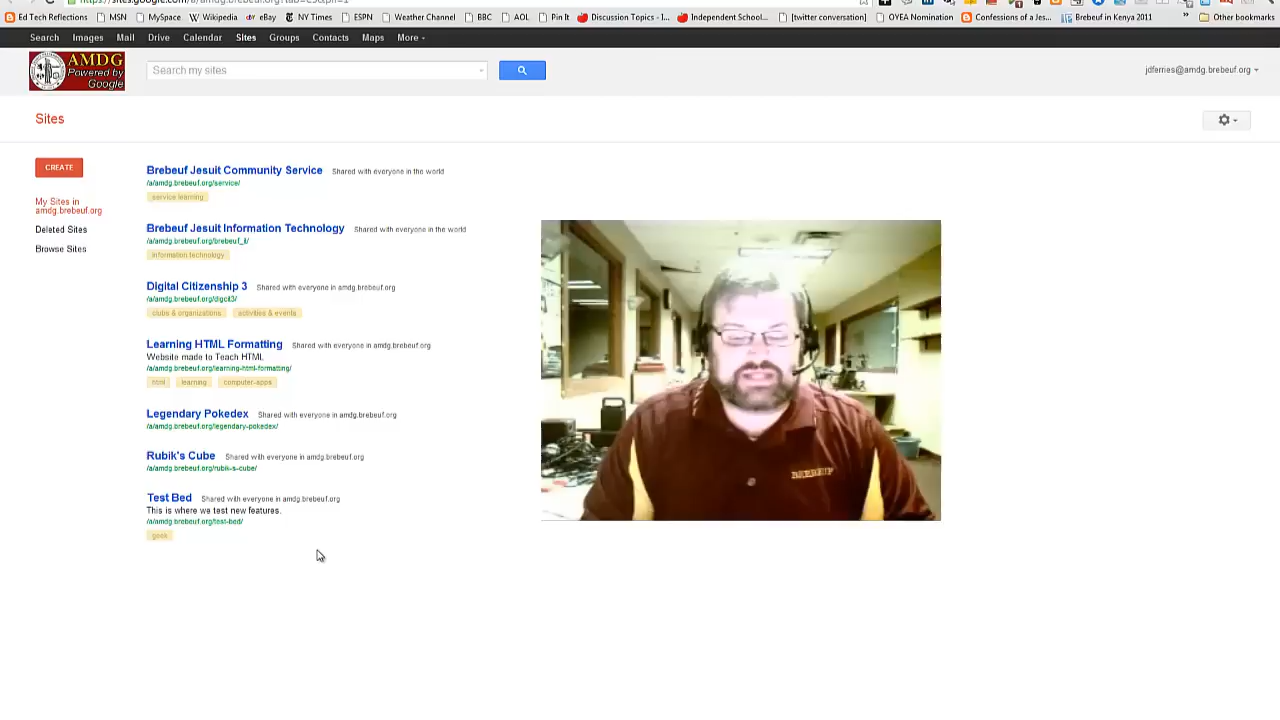 Ed Tech Reflections MSN MySpace Wikipedia eBay NY Times ESPN Weather Channel BBC AOL Pin It Discussion Topics - 1... Independent School... [twitter conversation] OYEA Nomination Confessions of a Jes... Brebeuf in Kenya 2011 » Other bookmarks
Search Images Mail Drive Calendar Sites Groups Contacts Maps More
AMDG
Powered by
Google
Search my sites
jdferries@amdg.brebeuf.org
Sites
CREATE
My Sites in
amdg.brebeuf.org
Deleted Sites
Browse Sites
Brebeuf Jesuit Community Service Shared with everyone in the world
/a/amdg.brebeuf.org/service/
service learning
Brebeuf Jesuit Information Technology Shared with everyone in the world
/a/amdg.brebeuf.org/brebeuf_it/
information technology
Digital Citizenship 3 Shared with everyone in amdg.brebeuf.org
/a/amdg.brebeuf.org/digcit3/
clubs & organizations activities & events
Learning HTML Formatting Shared with everyone in amdg.brebeuf.org
Website made to Teach HTML
/a/amdg.brebeuf.org/learning-html-formatting/
html learning computer-apps
Legendary Pokedex Shared with everyone in amdg.brebeuf.org
/a/amdg.brebeuf.org/legendary-pokedex/
Rubik's Cube Shared with everyone in amdg.brebeuf.org
/a/amdg.brebeuf.org/rubik-s-cube/
Test Bed Shared with everyone in amdg.brebeuf.org
This is where we test new features.
/a/amdg.brebeuf.org/test-bed/
geek
BREBEUF